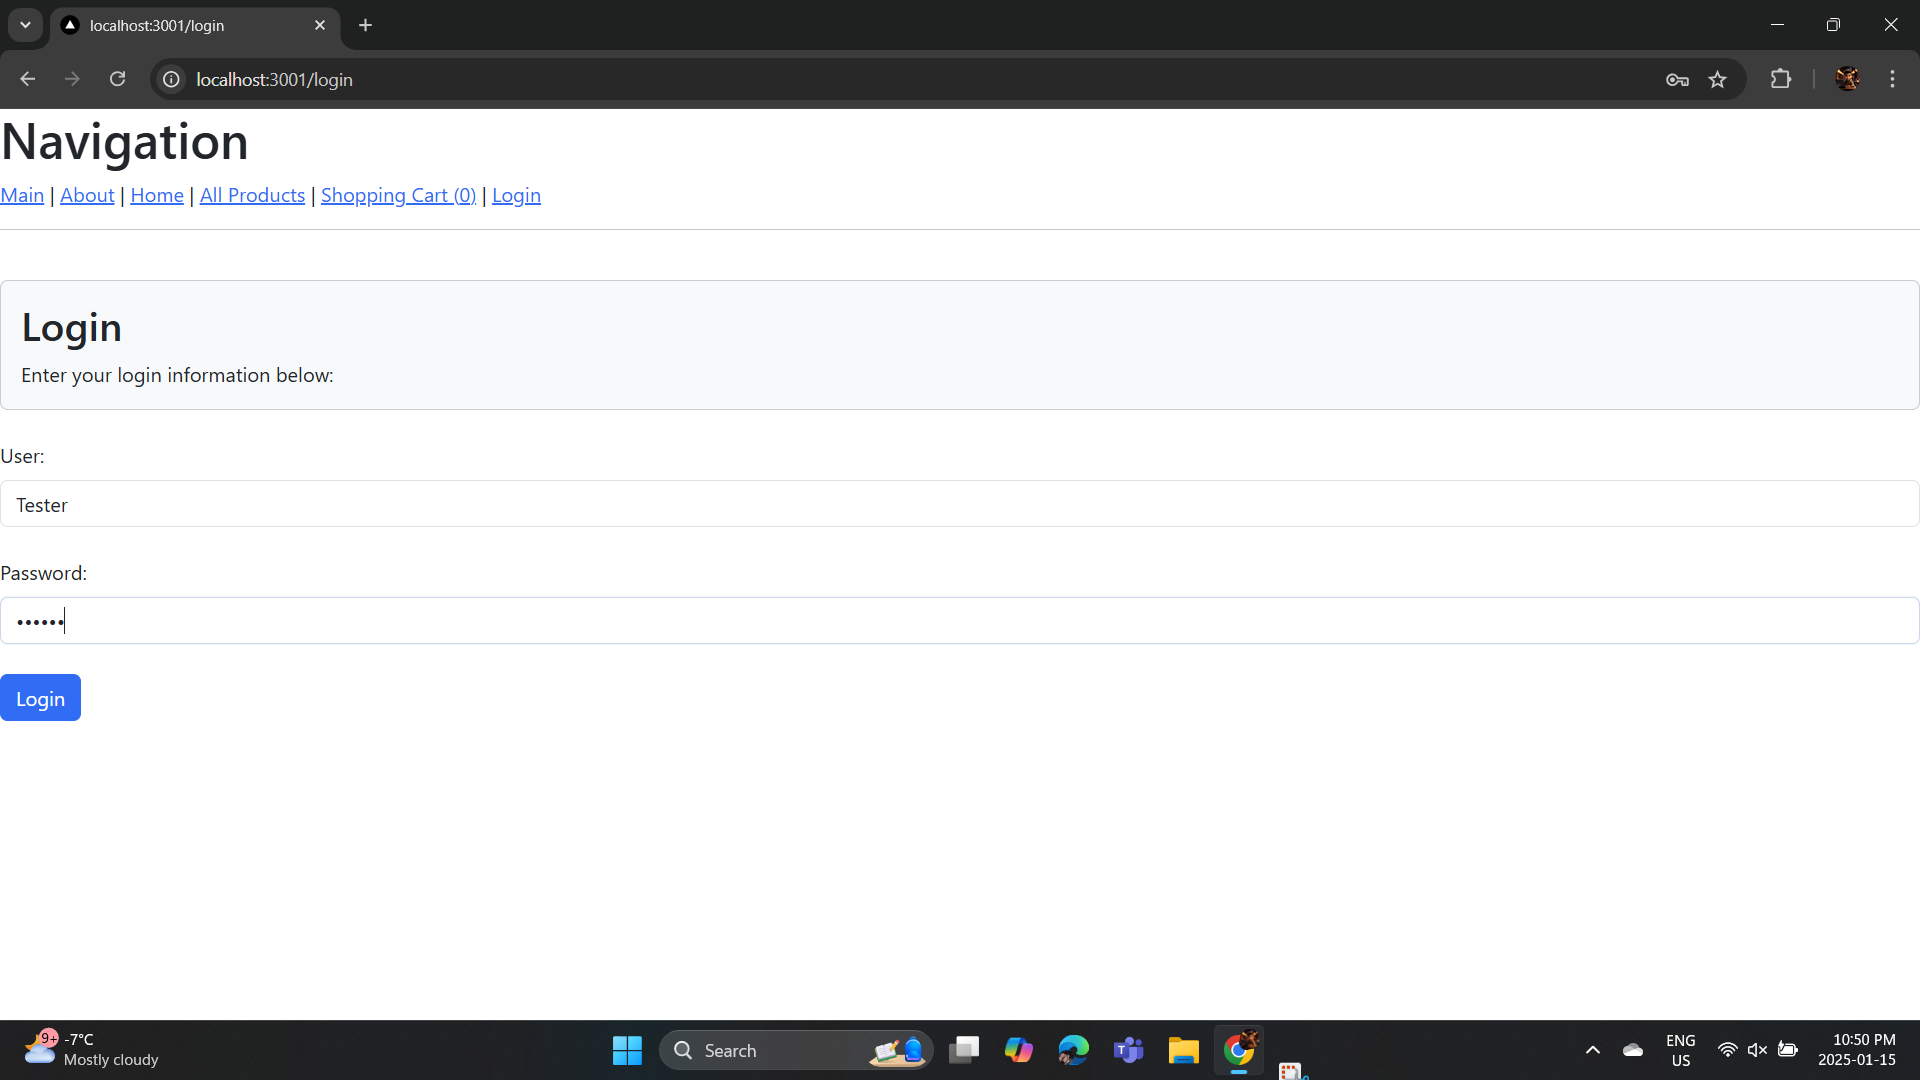 localhost:3001/login
localhost:3001/login
Navigation
Main | About | Home | All Products | Shopping Cart (0) | Login
Login
Enter your login information below:
User:
Tester
Password:
••••••
Login
9+
-7°C
Mostly cloudy
Search
T
ENG
US
10:50 PM
2025-01-15